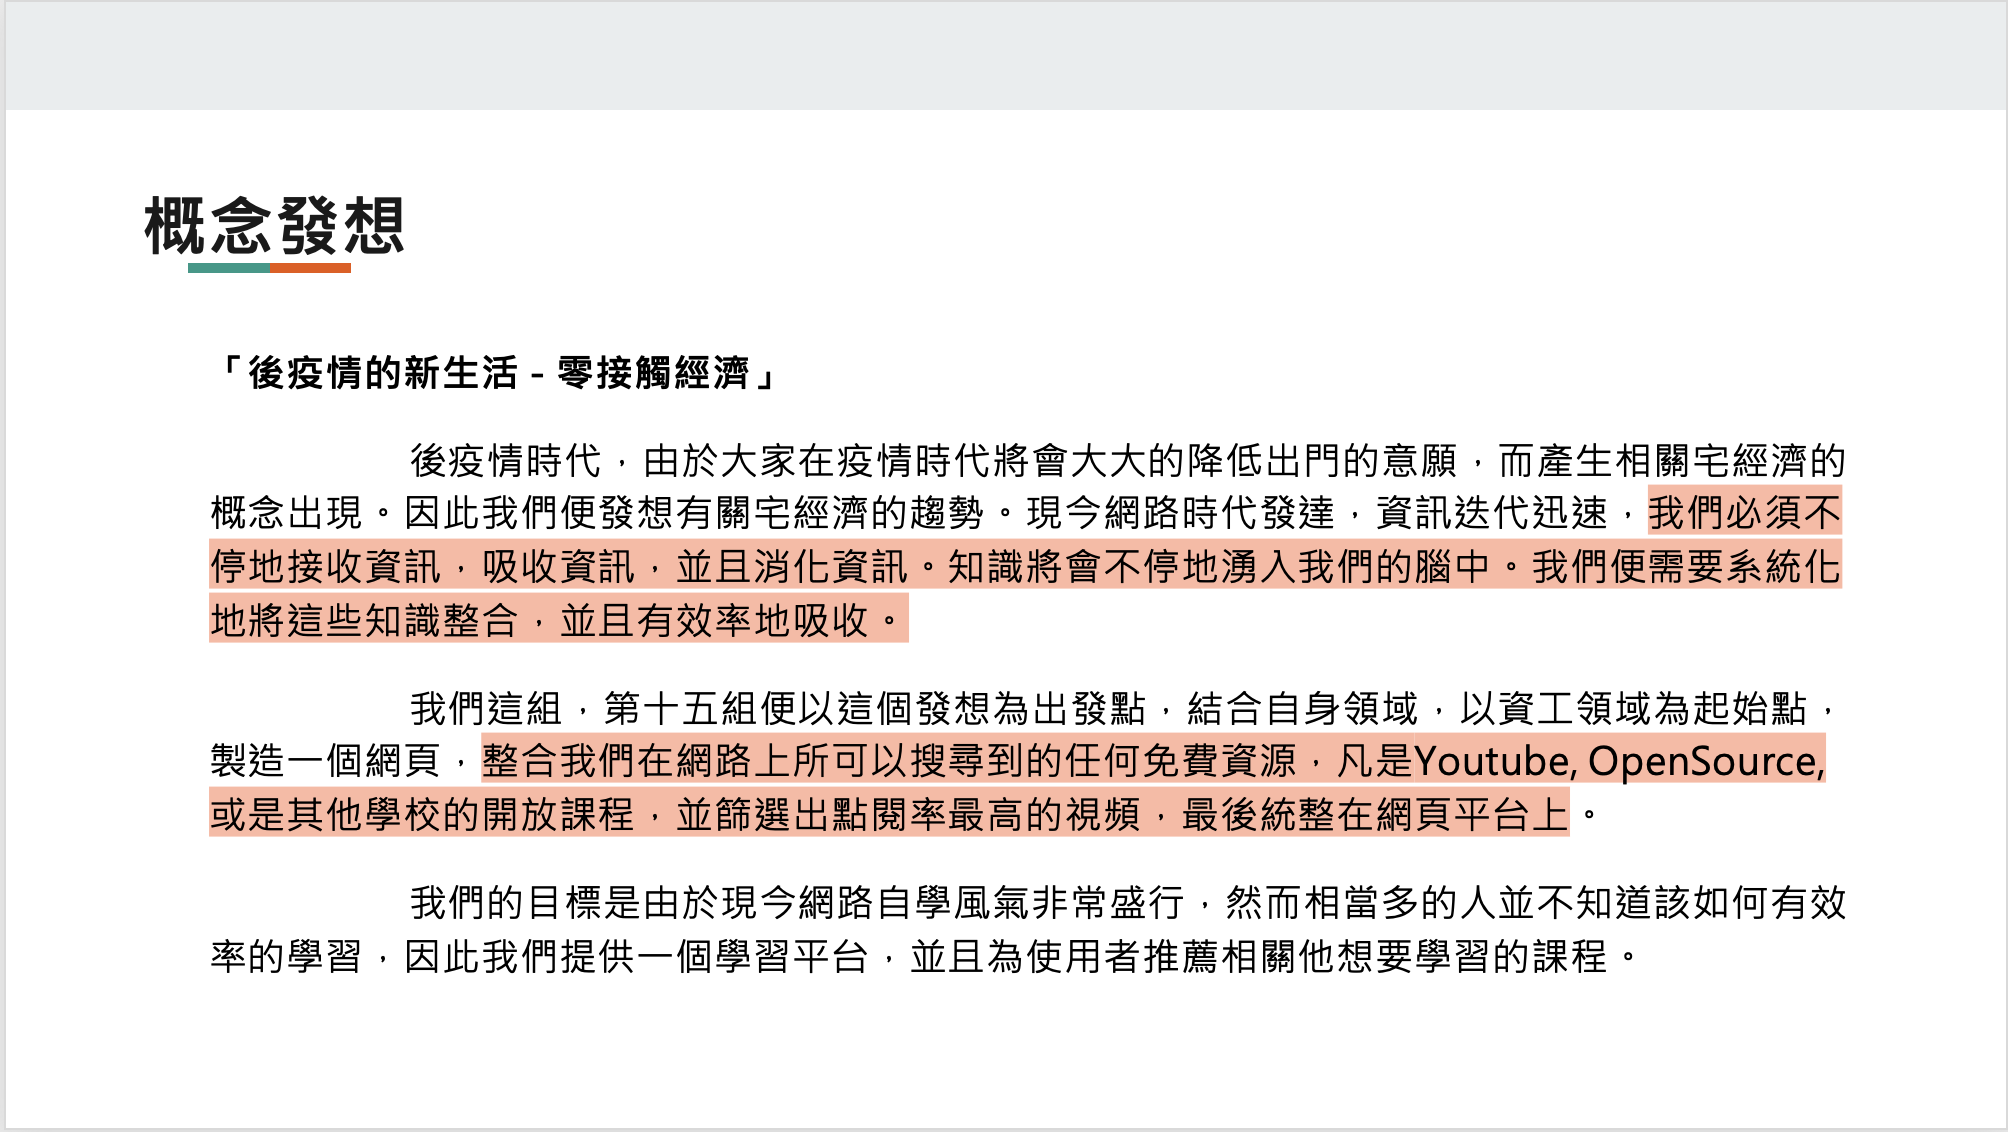 概念發想
「後疫情的新生活 - 零接觸經濟」
後疫情時代，由於大家在疫情時代將會大大的降低出門的意願，而產生相關宅經濟的
概念出現。因此我們便發想有關宅經濟的趨勢。現今網路時代發達，資訊迭代迅速，我們必須不
停地接收資訊，吸收資訊，並且消化資訊。知識將會不停地湧入我們的腦中。我們便需要系統化
地將這些知識整合，並且有效率地吸收。
我們這組，第十五組便以這個發想為出發點，結合自身領域，以資工領域為起始點，
製造一個網頁，整合我們在網路上所可以搜尋到的任何免費資源，凡是Youtube, OpenSource,
或是其他學校的開放課程，並篩選出點閱率最高的視頻，最後統整在網頁平台上。
我們的目標是由於現今網路自學風氣非常盛行，然而相當多的人並不知道該如何有效
率的學習，因此我們提供一個學習平台，並且為使用者推薦相關他想要學習的課程。